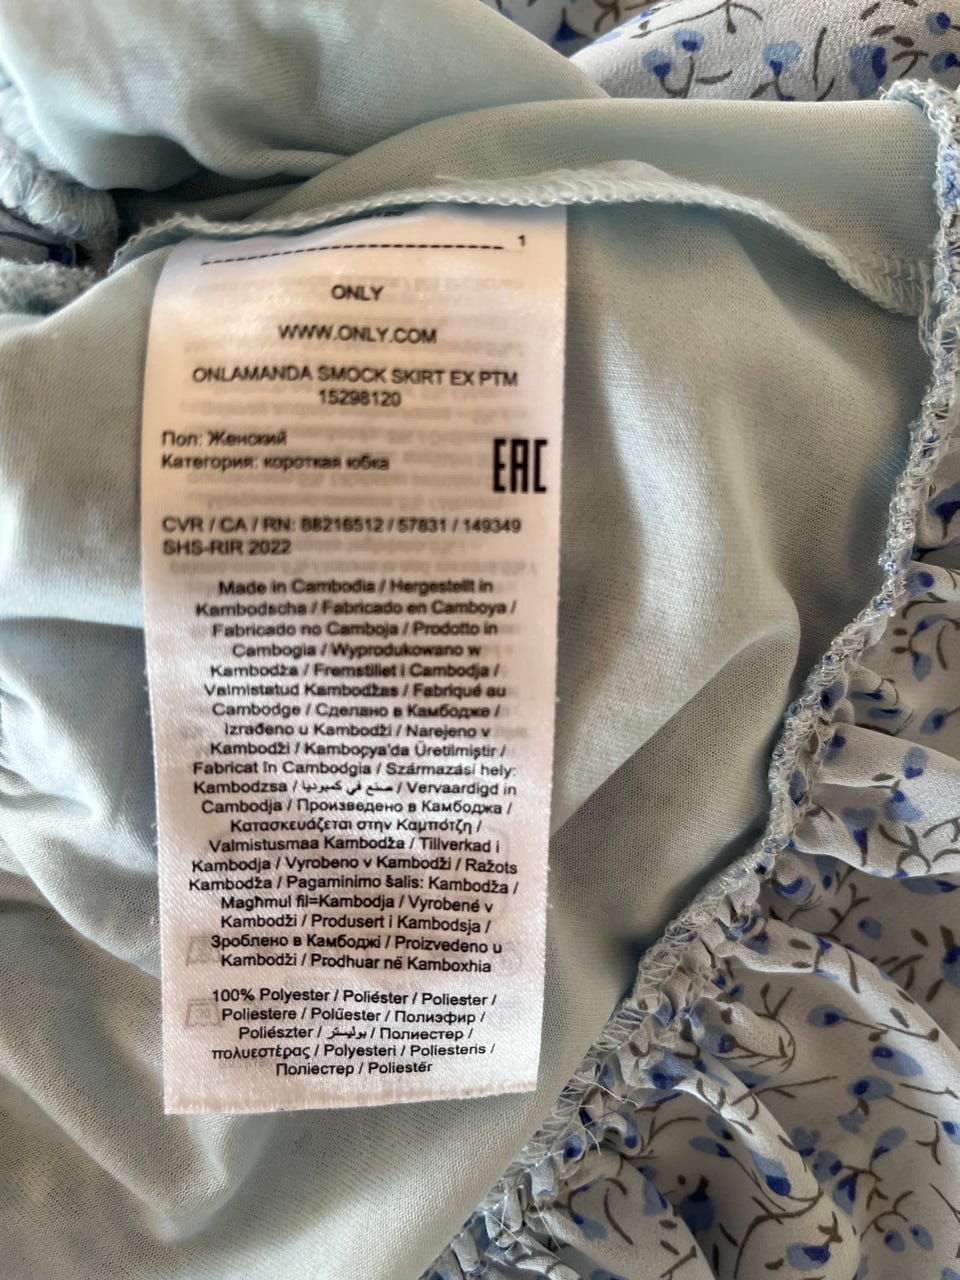 1
ONLY
WWW.ONLY.COM
ONLAMANDA SMOCK SKIRT EX PTM
15298120
Пол: Женский
Категория: короткая юбка
EAC
CVR / CA / RN: 88216512 / 57831 / 149349
SHS-RIR 2022
Made in Cambodia / Hergestellt in
Kambodscha / Fabricado en Camboya /
Fabricado no Camboja / Prodotto in
Cambogia / Wyprodukowano w
Kambodża / Fremstillet i Cambodja /
Valmistatud Kambodžas / Fabriqué au
Cambodge / Сделано в Камбодже /
Izrađeno u Kambodži / Narejeno v
Kambodži / Kamboçya'da Üretilmiştir /
Fabricat în Cambodgia / Származási hely:
Kambodzsa / صنع في كمبوديا / Vervaardigd in
Cambodja / Произведено в Камбоджа /
Κατασκευάζεται στην Καμπότζη /
Valmistusmaa Kambodža / Tillverkad i
Kambodja / Vyrobeno v Kambodži / Ražots
Kambodža / Pagaminimo šalis: Kambodža /
Magħmul fil=Kambodja / Vyrobené v
Kambodži / Produsert i Kambodsja /
Зроблено в Камбоджі / Proizvedeno u
Kambodži / Prodhuar në Kamboxhia
100% Polyester / Poliéster / Poliester /
Poliestere / Polüester / Полиэфир /
Poliészter / بوليستر / Полиестер /
πολυεστέρας / Polyesteri / Poliesteris /
Поліестер / Poliestër